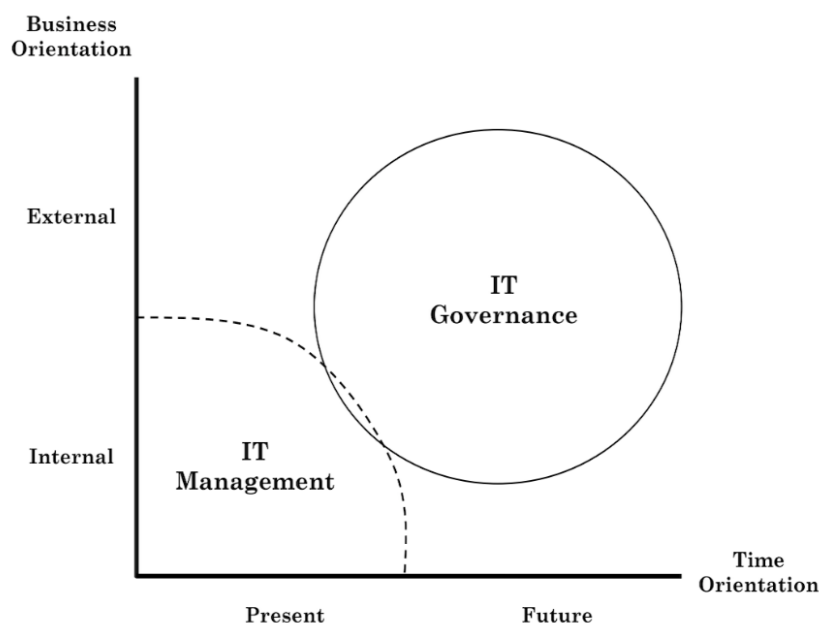 Business
Orientation
External
IT
Governance
Internal
IT
Management
Time
Orientation
Present
Future